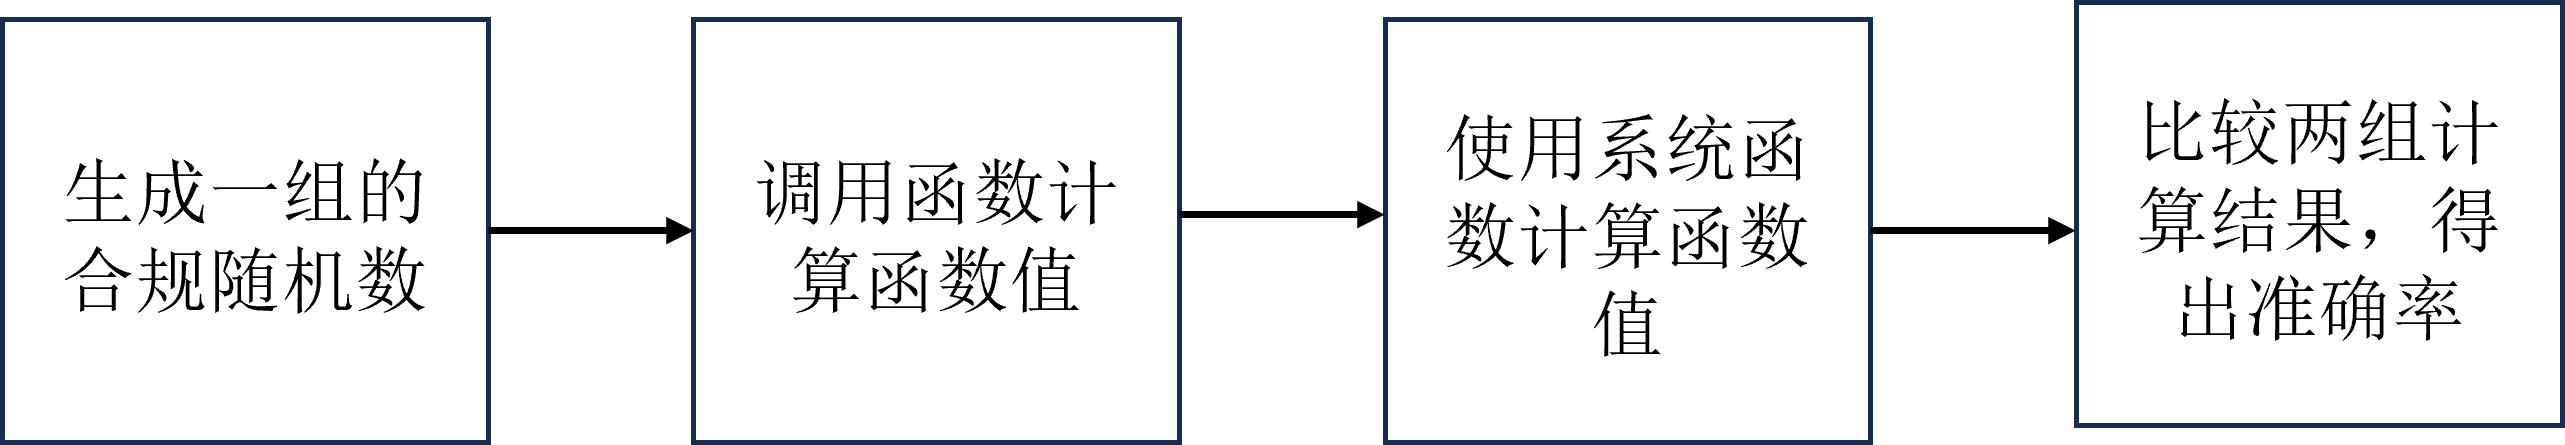 生成一组的
合规随机数
调用函数计
算函数值
使用系统函
数计算函数
值
比较两组计
算结果，得
出准确率